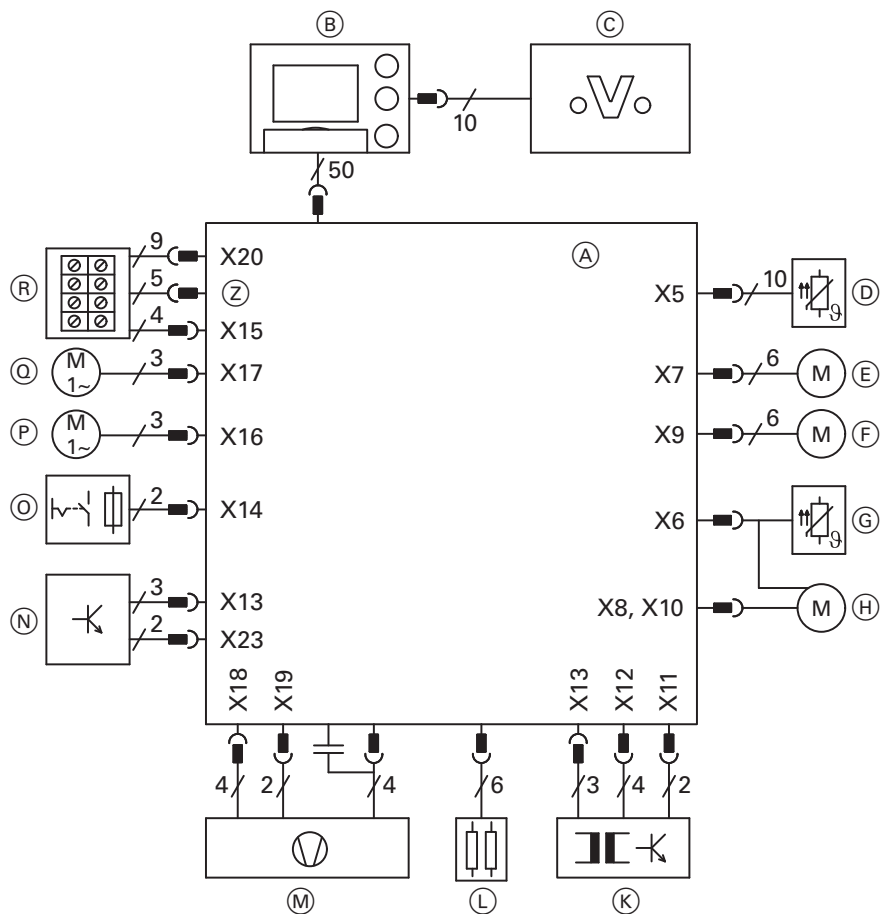 B C
10
50
R 9 X20 A
5 Z X5 10 D
ϑ
4 X15
Q M 1~ 3 X17 X7 6 M E
P M 1~ 3 X16 X9 6 M F
O 2 X14 X6 G
ϑ
N 3 X13 X8, X10 M H
2 X23
X18 X19 X13 X12 X11
4 2 4 6 3 4 2
M L K